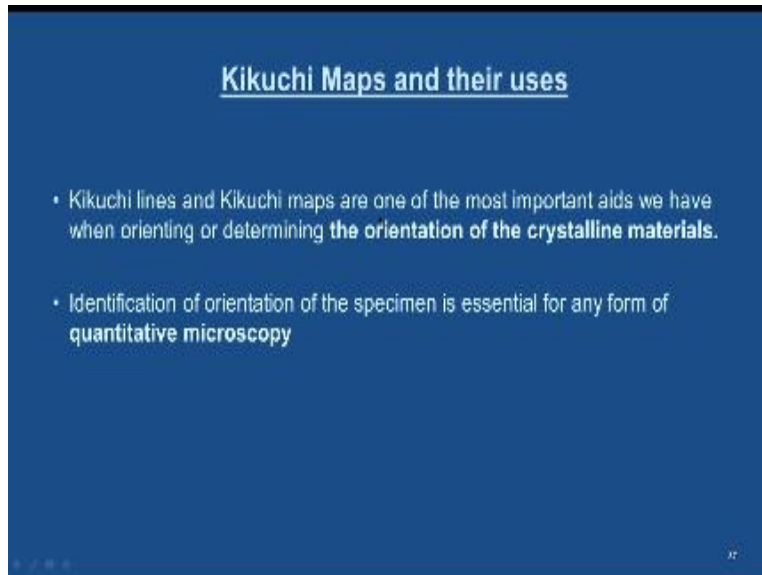 Kikuchi Maps and their uses
• Kikuchi lines and Kikuchi maps are one of the most important aids we have
when orienting or determining the orientation of the crystalline materials.
• Identification of orientation of the specimen is essential for any form of
quantitative microscopy